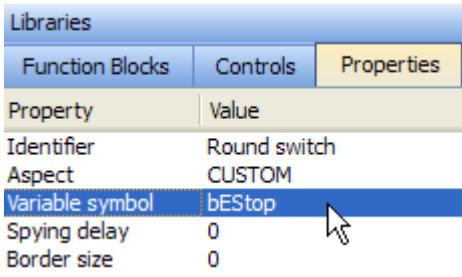 Libraries
Function Blocks Controls Properties
Property Value
Identifier Round switch
Aspect CUSTOM
Variable symbol bEStop
Spying delay 0
Border size 0